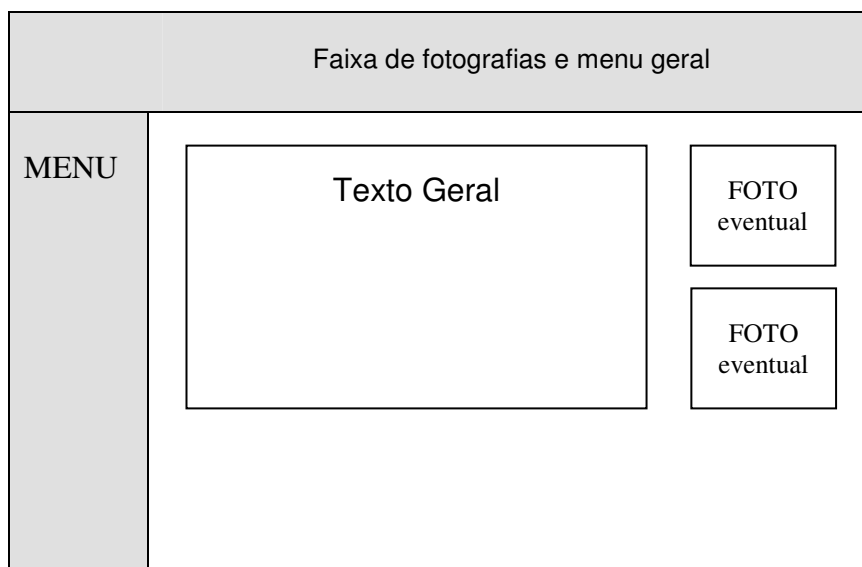 Faixa de fotografias e menu geral
MENU
Texto Geral
FOTO
eventual
FOTO
eventual